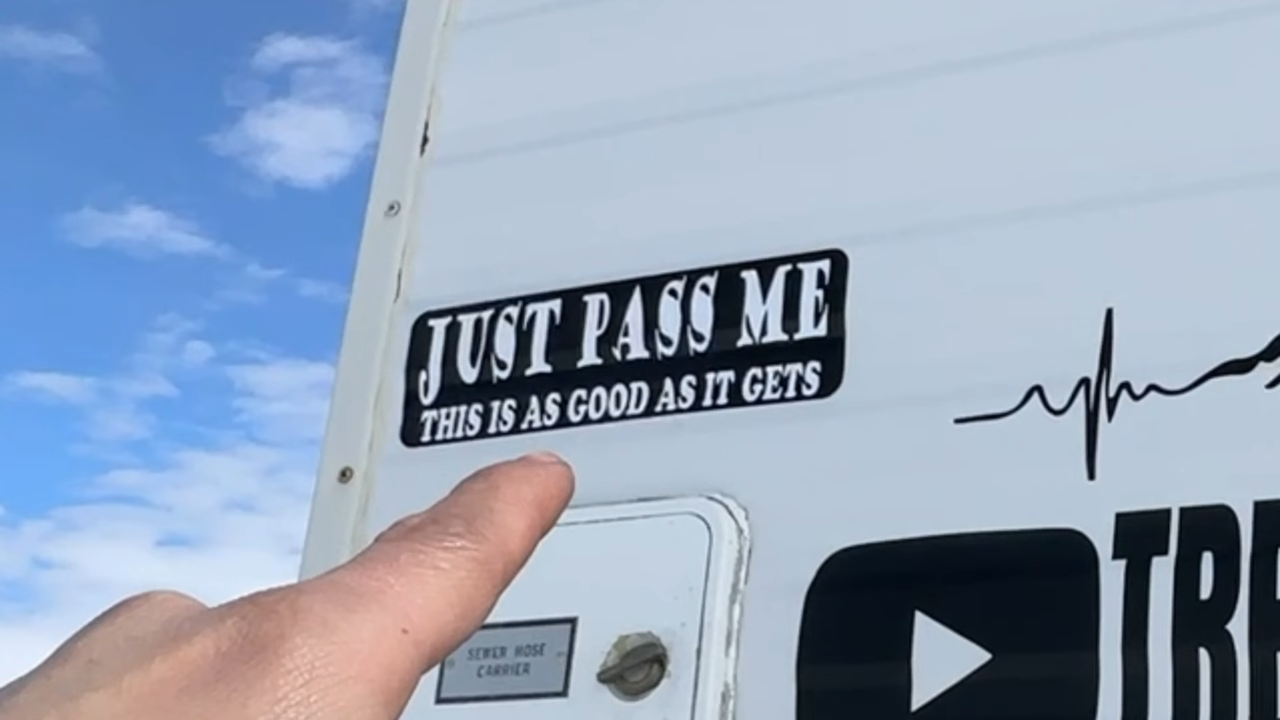 JUST PASS ME
THIS IS AS GOOD AS IT GETS
SEWER HOSE
CARRIER